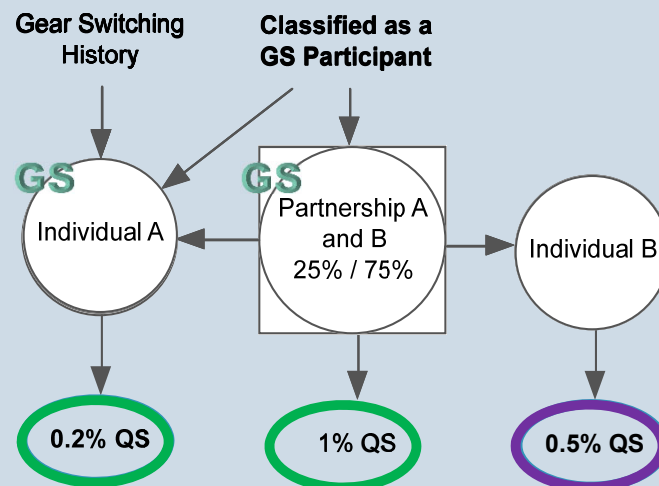 Gear Switching
History
Classified as a
GS Participant
GS
GS
Individual A
Partnership A
and B
25% / 75%
Individual B
0.2% QS
1% QS
0.5% QS